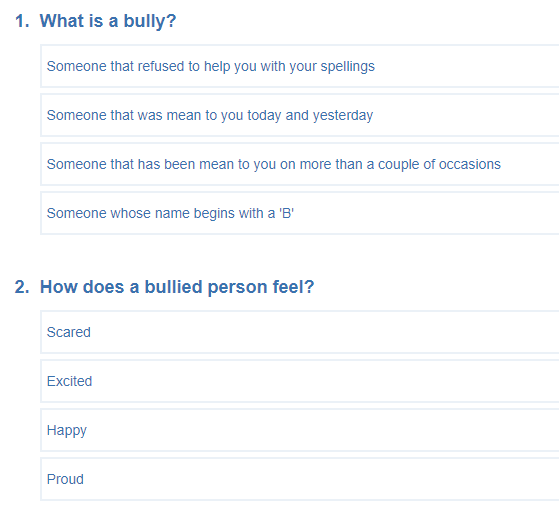 1. What is a bully?
Someone that refused to help you with your spellings
Someone that was mean to you today and yesterday
Someone that has been mean to you on more than a couple of occasions
Someone whose name begins with a 'B'
2. How does a bullied person feel?
Scared
Excited
Happy
Proud